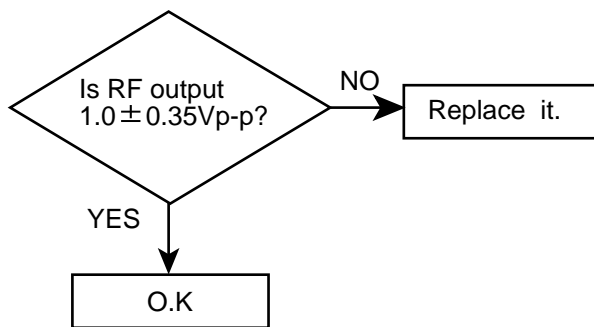 Is RF output
1.0±0.35Vp-p?
NO
Replace it.
YES
O.K